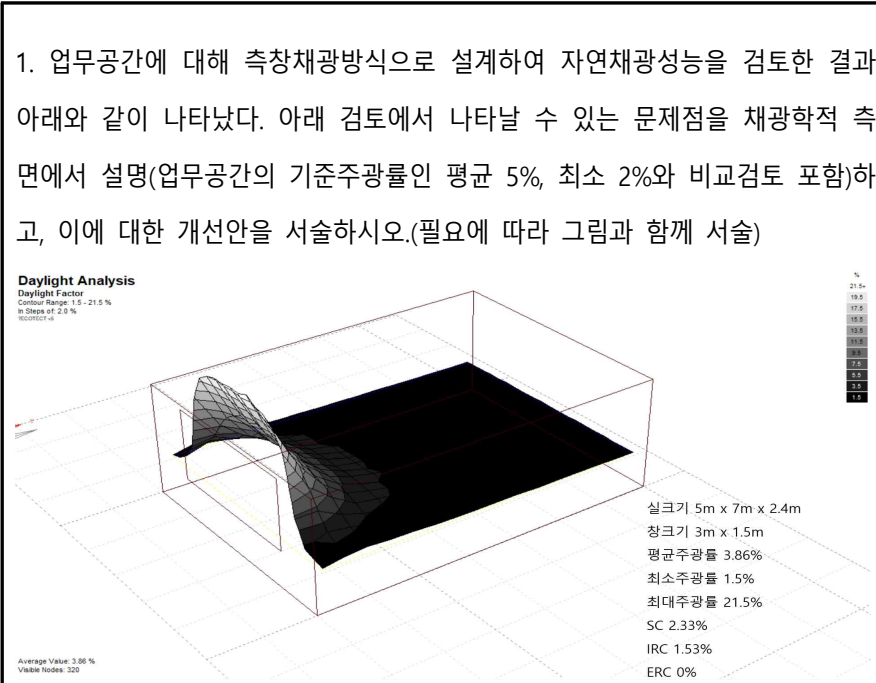 1. 업무공간에 대해 측창채광방식으로 설계하여 자연채광성능을 검토한 결과
아래와 같이 나타났다. 아래 검토에서 나타날 수 있는 문제점을 채광학적 측
면에서 설명(업무공간의 기준주광률인 평균 5%, 최소 2%와 비교검토 포함)하
고, 이에 대한 개선안을 서술하시오.(필요에 따라 그림과 함께 서술)
Daylight Analysis
Daylight Factor
Contour Range: 1.5 - 21.5 %
In Steps of: 2.0 %
%
21.5+
19.5
17.5
15.5
13.5
11.5
9.5
7.5
5.5
3.5
1.5
실크기 5m x 7m x 2.4m
창크기 3m x 1.5m
평균주광률 3.86%
최소주광률 1.5%
최대주광률 21.5%
SC 2.33%
IRC 1.53%
ERC 0%
Average Value: 3.86 %
Visible Nodes: 320